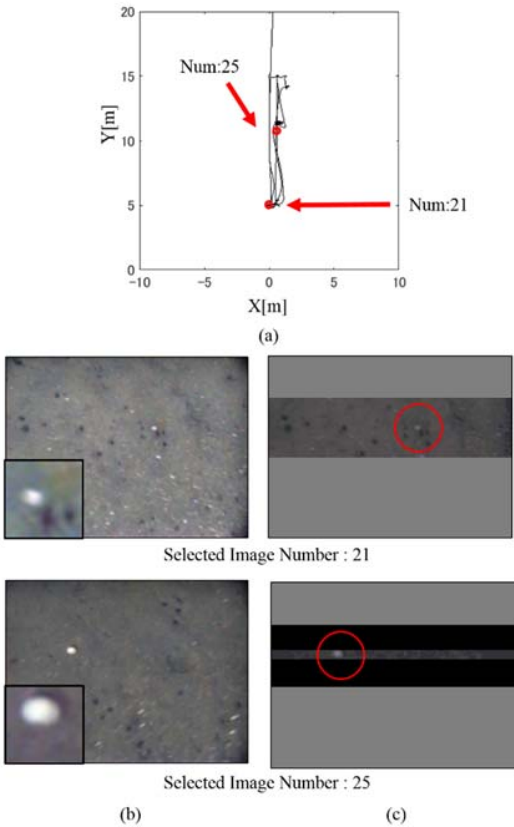 20
Num:25
15
Y[m]
10
5
Num:21
0
-10 -5 0 5 10
X[m]
(a)
Selected Image Number : 21
Selected Image Number : 25
(b) (c)